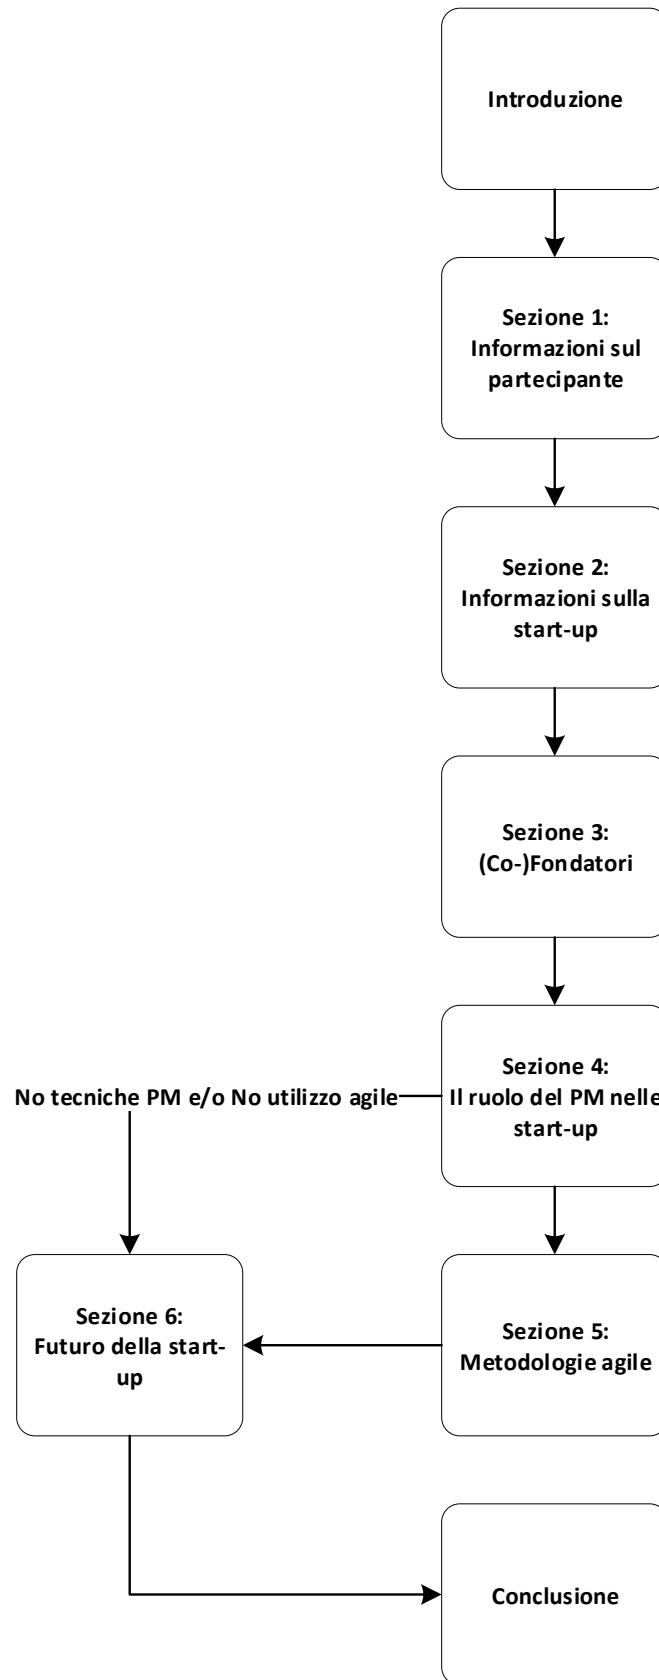 Introduzione
Sezione 1:
Informazioni sul
partecipante
Sezione 2:
Informazioni sulla
start-up
Sezione 3:
(Co-)Fondatori
Sezione 4:
Il ruolo del PM nelle
start-up
No tecniche PM e/o No utilizzo agile
Sezione 5:
Metodologie agile
Sezione 6:
Futuro della start-
up
Conclusione